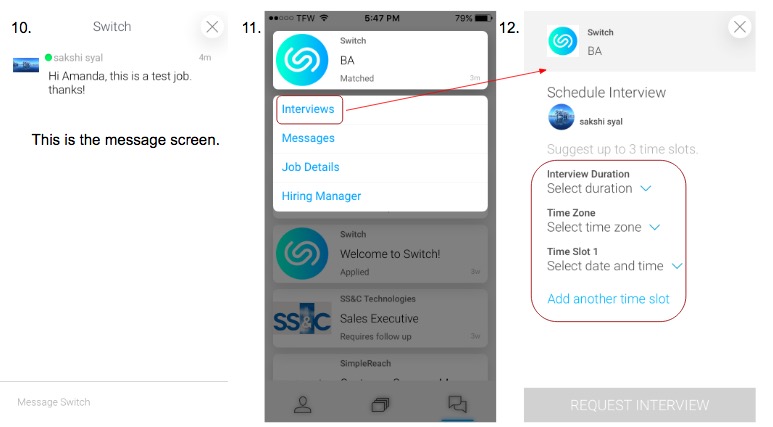 10.
Switch
sakshi syal
4m
Hi Amanda, this is a test job.
thanks!
This is the message screen.
Message Switch
11.
TFW
5:47 PM
79%
Switch
BA
Matched
3m
Interviews
Messages
Job Details
Hiring Manager
Switch
Welcome to Switch!
Applied
SS&C Technologies
SS&C
Sales Executive
Requires follow up
SimpleReach
12.
Switch
BA
Schedule Interview
sakshi syal
Suggest up to 3 time slots.
Interview Duration
Select duration
Time Zone
Select time zone
Time Slot 1
Select date and time
Add another time slot
REQUEST INTERVIEW